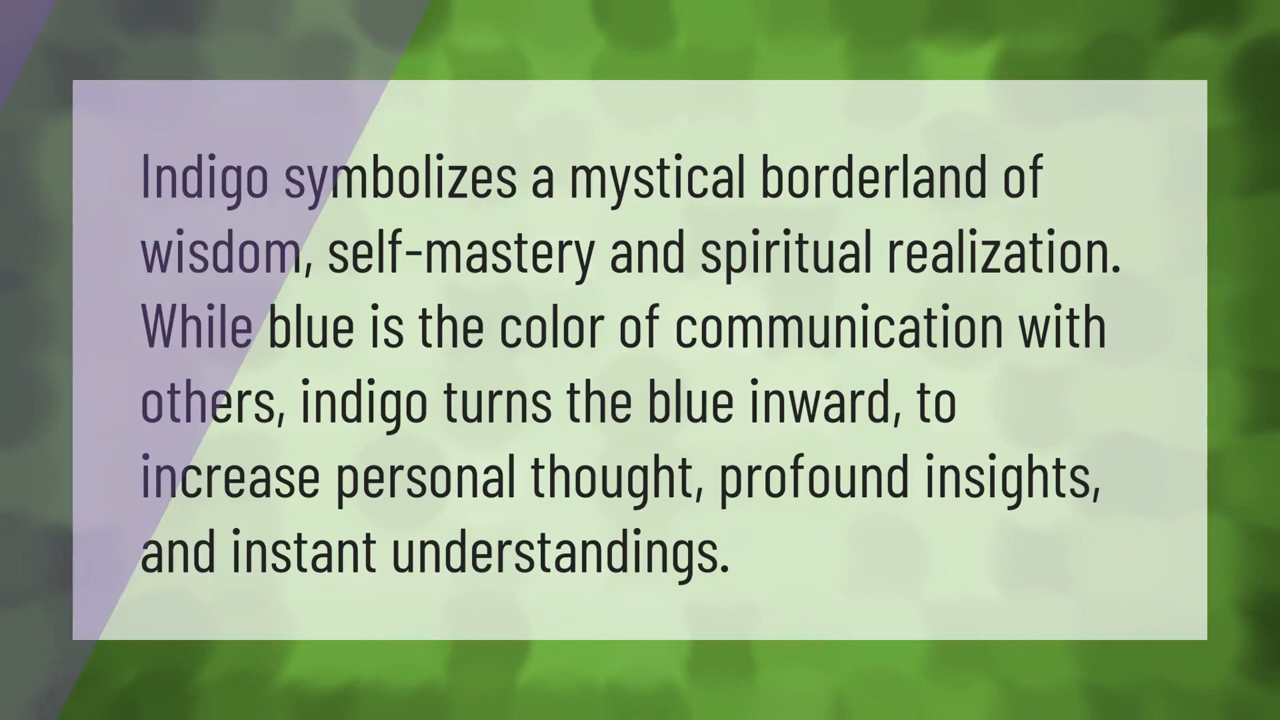 Indigo symbolizes a mystical borderland of
wisdom, self-mastery and spiritual realization.
While blue is the color of communication with
others, indigo turns the blue inward, to
increase personal thought, profound insights,
and instant understandings.